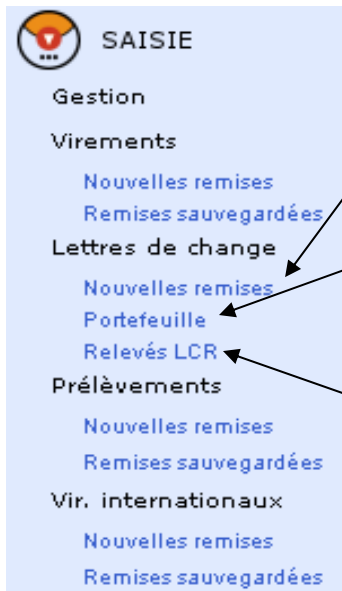 SAISIE
Gestion
Virements
Nouvelles remises
Remises sauvegardées
Lettres de change
Nouvelles remises
Portefeuille
Relevés LCR
Prélèvements
Nouvelles remises
Remises sauvegardées
Vir. internationaux
Nouvelles remises
Remises sauvegardées